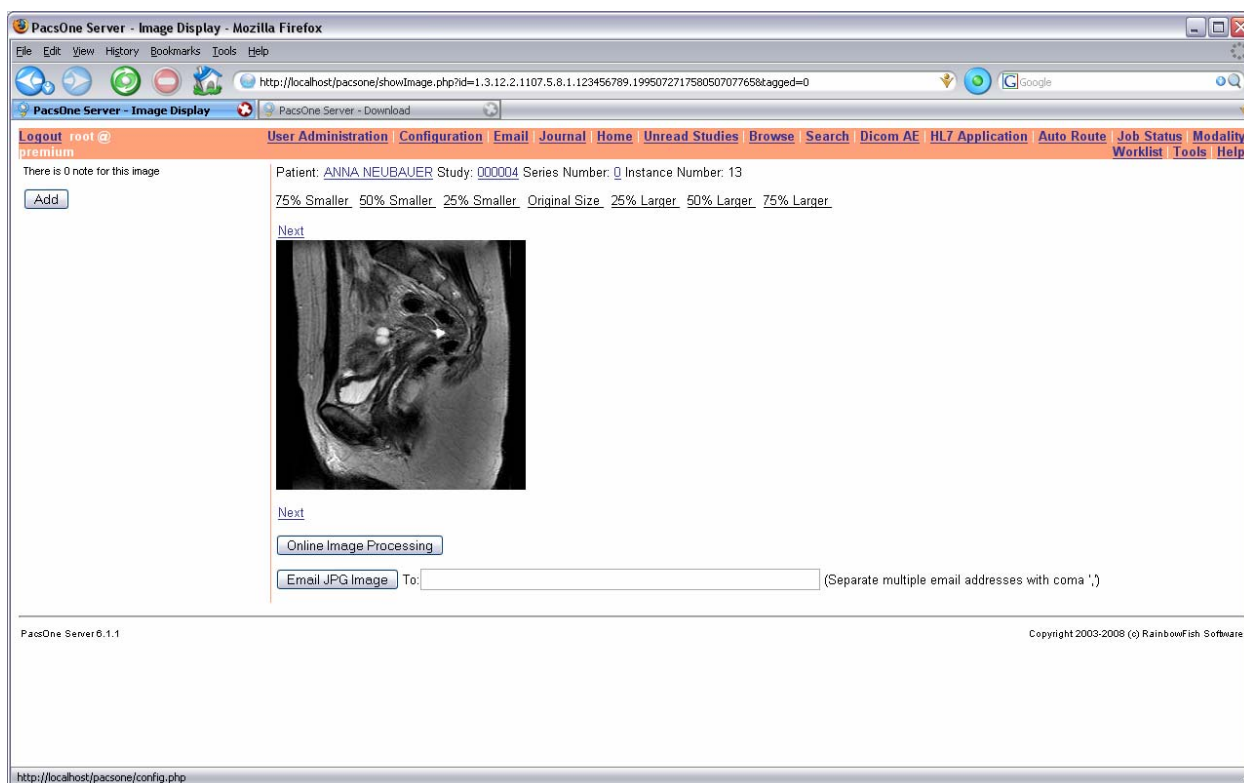 PacsOne Server - Image Display - Mozilla Firefox
File Edit View History Bookmarks Tools Help
http://localhost/pacsone/showImage.php?id=1.3.12.2.1107.5.8.1.123456789.199507271758050707765&tagged=0
G Google
PacsOne Server - Image Display
PacsOne Server - Download
Logout root @ premium
User Administration | Configuration | Email | Journal | Home | Unread Studies | Browse | Search | Dicom AE | HL7 Application | Auto Route | Job Status | Modality
Worklist | Tools | Help
There is 0 note for this image
Add
Patient: ANNA NEUBAUER Study: 000004 Series Number: 0 Instance Number: 13
75% Smaller 50% Smaller 25% Smaller Original Size 25% Larger 50% Larger 75% Larger
Next
Next
Online Image Processing
Email JPG Image To: (Separate multiple email addresses with coma ',')
PacsOne Server 6.1.1
Copyright 2003-2008 (c) RainbowFish Software
http://localhost/pacsone/config.php